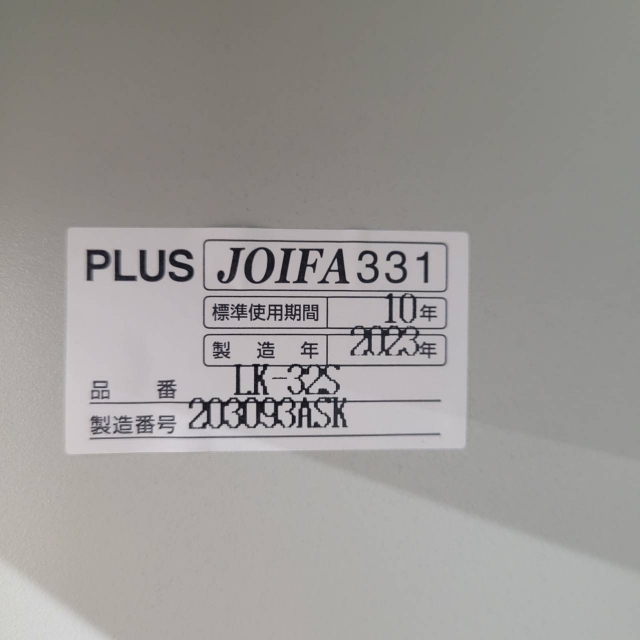 PLUS JOIFA331
標準使用期間 10年
製造年 2023年
品番 LK-32S
製造番号 203093ASK